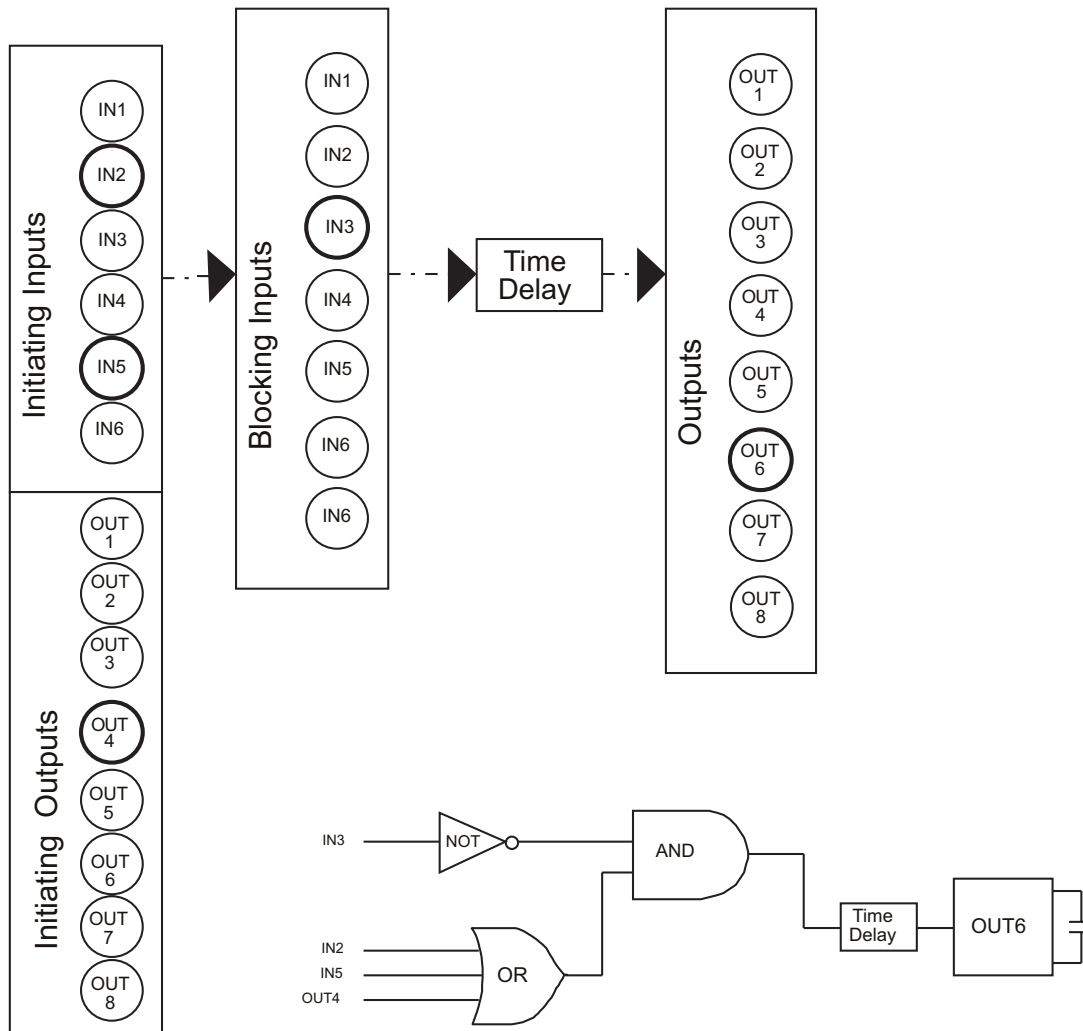 Initiating Inputs
IN1
IN2
IN3
IN4
IN5
IN6
Initiating Outputs
OUT
1
OUT
2
OUT
3
OUT
4
OUT
5
OUT
6
OUT
7
OUT
8
Blocking Inputs
IN1
IN2
IN3
IN4
IN5
IN6
IN6
Time
Delay
Outputs
OUT
1
OUT
2
OUT
3
OUT
4
OUT
5
OUT
6
OUT
7
OUT
8
IN3
NOT
AND
IN2
IN5
OUT4
OR
Time
Delay
OUT6